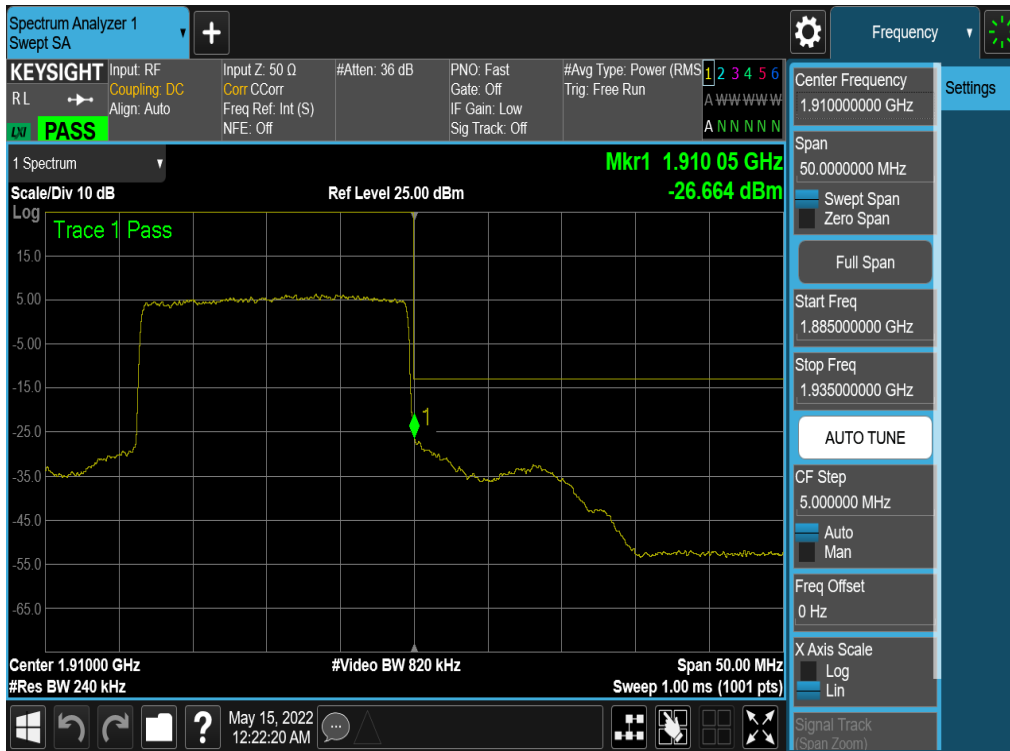 Spectrum Analyzer 1
Swept SA
+
Frequency
KEYSIGHT
R L
LXI PASS
Input: RF
Coupling: DC
Align: Auto
Input Z: 50 Ω
Corr CCorr
Freq Ref: Int (S)
NFE: Off
#Atten: 36 dB
PNO: Fast
Gate: Off
IF Gain: Low
Sig Track: Off
#Avg Type: Power (RMS
Trig: Free Run
1 2 3 4 5 6
A W W W W W
A N N N N N
1 Spectrum
Scale/Div 10 dB
Ref Level 25.00 dBm
Mkr1 1.910 05 GHz
-26.664 dBm
Log
Trace 1 Pass
15.0
5.00
-5.00
-15.0
-25.0
-35.0
-45.0
-55.0
-65.0
1
Center 1.91000 GHz
#Video BW 820 kHz
Span 50.00 MHz
#Res BW 240 kHz
Sweep 1.00 ms (1001 pts)
Center Frequency
1.910000000 GHz
Settings
Span
50.0000000 MHz
Swept Span
Zero Span
Full Span
Start Freq
1.885000000 GHz
Stop Freq
1.935000000 GHz
AUTO TUNE
CF Step
5.000000 MHz
Auto
Man
Freq Offset
0 Hz
X Axis Scale
Log
Lin
Signal Track
(Span Zoom)
?
May 15, 2022
12:22:20 AM